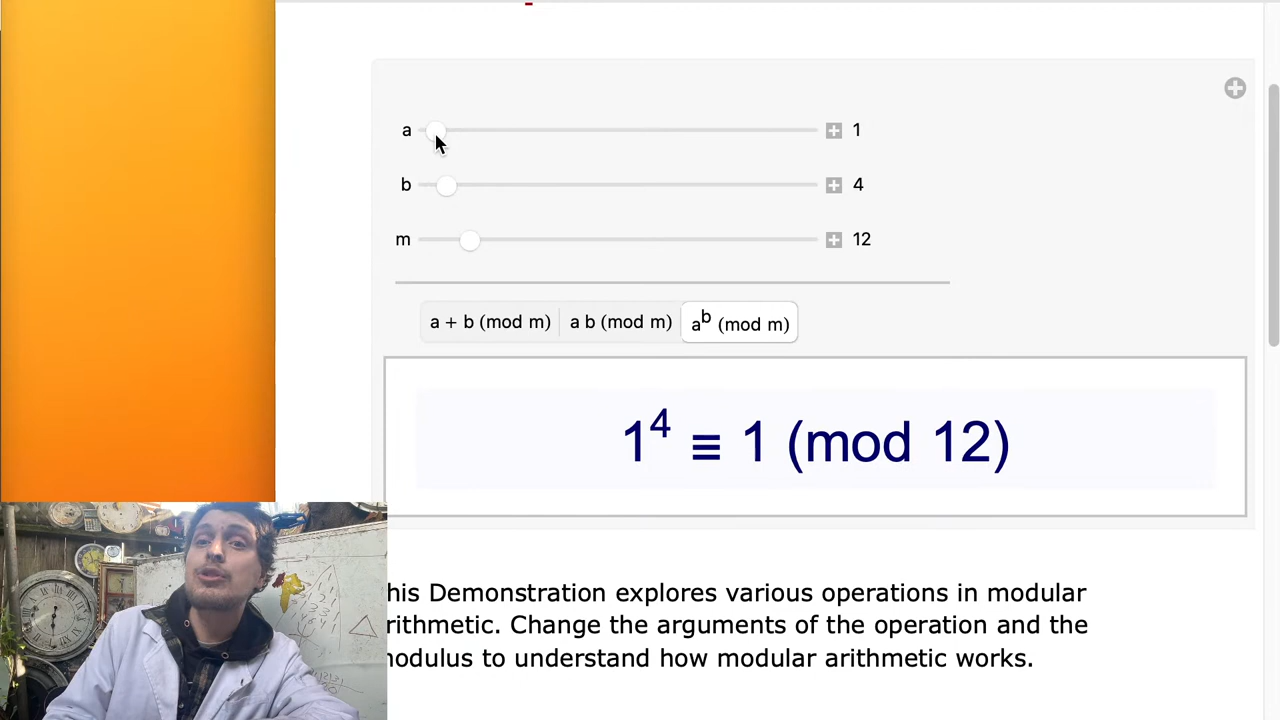 a 1
b 4
m 12
a + b (mod m) a b (mod m) a^b (mod m)
1^4 ≡ 1 (mod 12)
his Demonstration explores various operations in modular
rithmetic. Change the arguments of the operation and the
odulus to understand how modular arithmetic works.